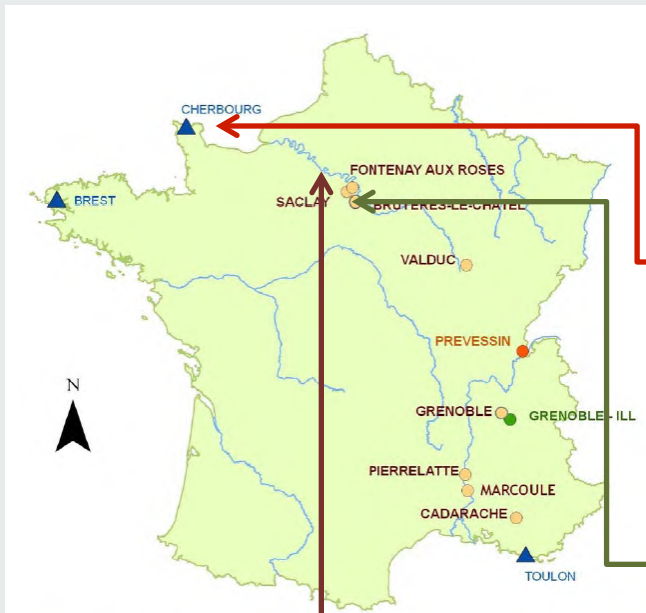 CHERBOURG
FONTENAY AUX ROSES
BREST
SACLAY
BRUYERES-LE-CHATEL
VALDUC
PREVESSIN
N
GRENOBLE
GRENOBLE - ILL
PIERRELATTE
MARCOULE
CADARACHE
TOULON